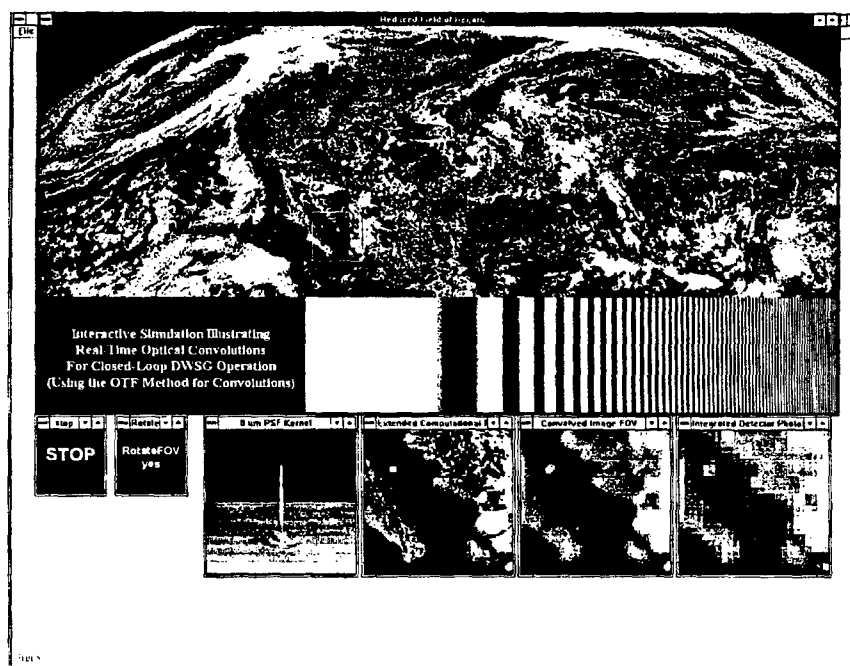 Reduced Field of Regard
File
Interactive Simulation Illustrating
Real-Time Optical Convolutions
For Closed-Loop DWSG Operation
(Using the OTF Method for Convolutions)
Stop
Rotate
8 um PSF Kernel
Extended Computational
Convolved Image FOV
Integrated Detector Photo
STOP
RotateFOV
yes